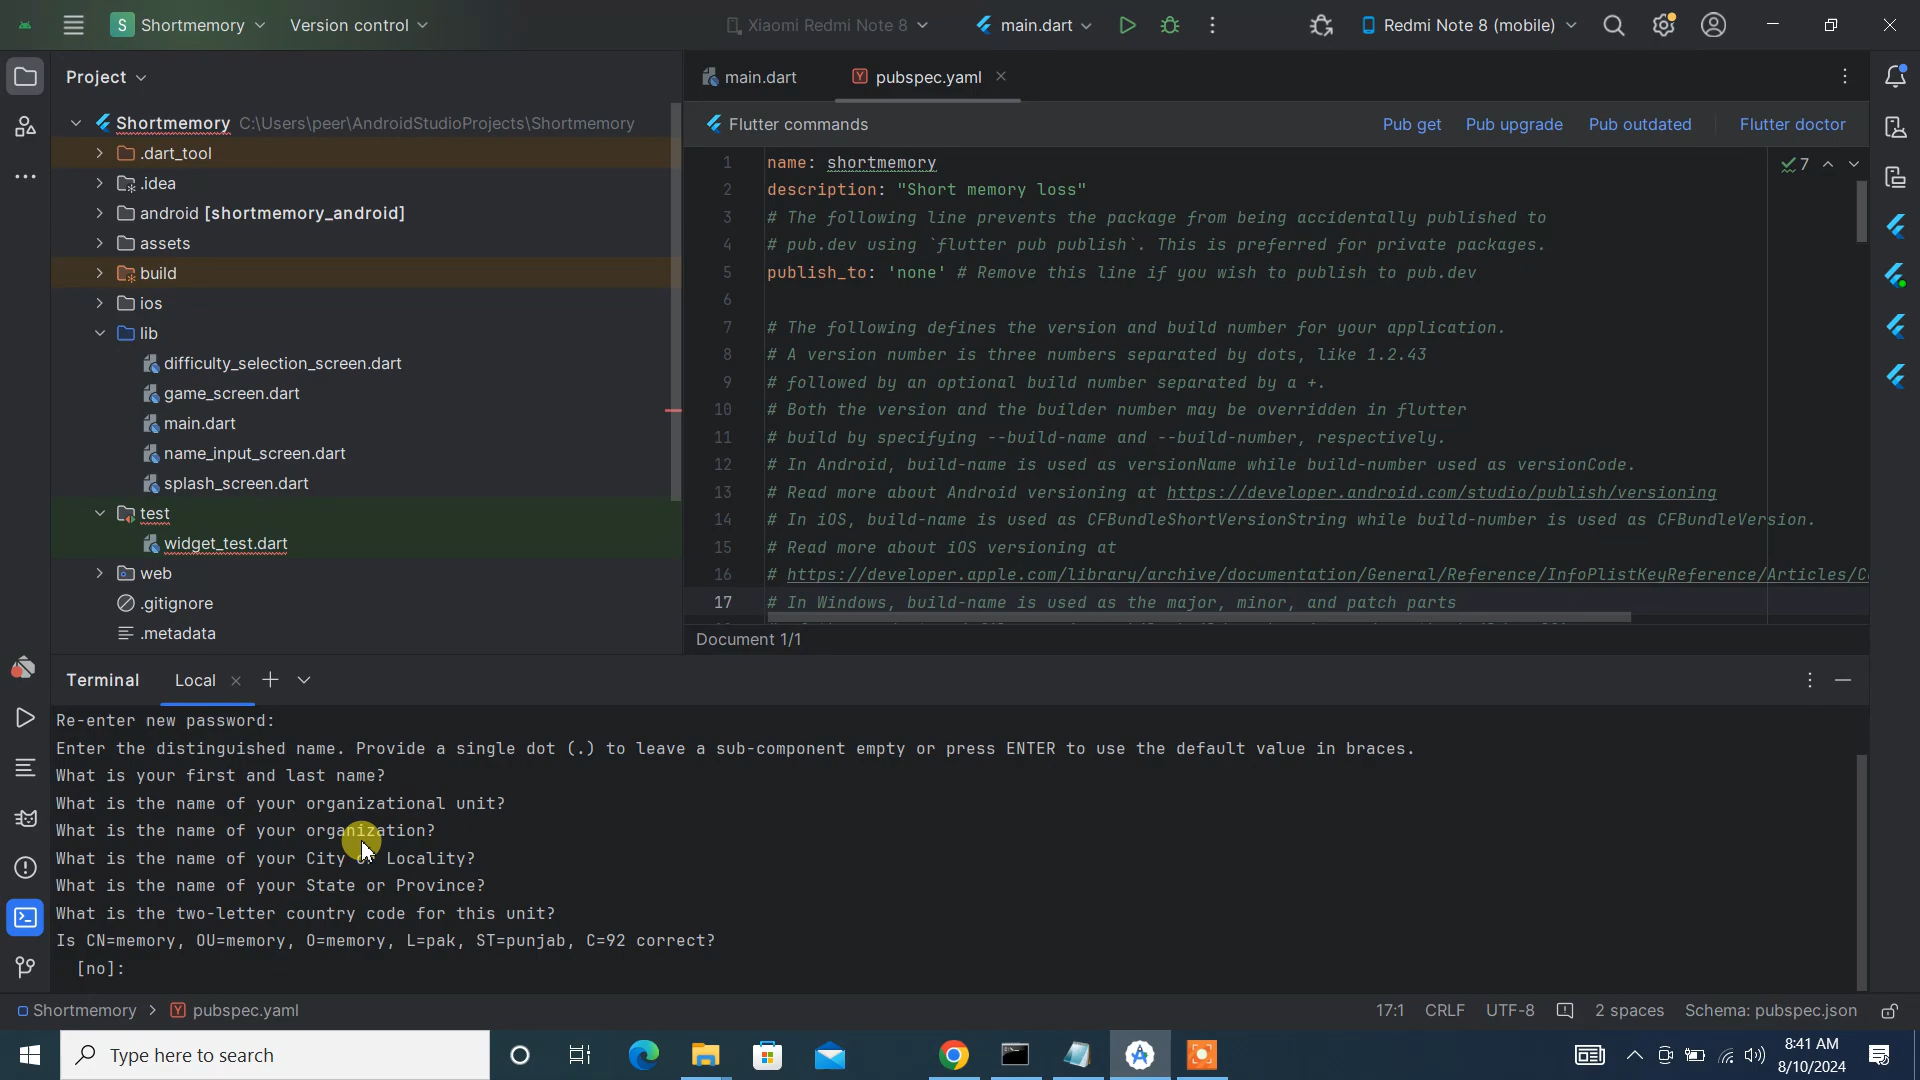 S Shortmemory
Version control
Xiaomi Redmi Note 8
main.dart
Redmi Note 8 (mobile)
Project
main.dart
pubspec.yaml
Shortmemory C:\Users\peer\AndroidStudioProjects\Shortmemory
.dart_tool
.idea
android [shortmemory_android]
assets
build
ios
lib
difficulty_selection_screen.dart
game_screen.dart
main.dart
name_input_screen.dart
splash_screen.dart
test
widget_test.dart
web
.gitignore
.metadata
Flutter commands
Pub get
Pub upgrade
Pub outdated
Flutter doctor
7
1 name: shortmemory
2 description: "Short memory loss"
3 # The following line prevents the package from being accidentally published to
4 # pub.dev using `flutter pub publish`. This is preferred for private packages.
5 publish_to: 'none' # Remove this line if you wish to publish to pub.dev
6
7 # The following defines the version and build number for your application.
8 # A version number is three numbers separated by dots, like 1.2.43
9 # followed by an optional build number separated by a +.
10 # Both the version and the builder number may be overridden in flutter
11 # build by specifying --build-name and --build-number, respectively.
12 # In Android, build-name is used as versionName while build-number used as versionCode.
13 # Read more about Android versioning at https://developer.android.com/studio/publish/versioning
14 # In iOS, build-name is used as CFBundleShortVersionString while build-number is used as CFBundleVersion.
15 # Read more about iOS versioning at
16 # https://developer.apple.com/library/archive/documentation/General/Reference/InfoPlistKeyReference/Articles/C
17 # In Windows, build-name is used as the major, minor, and patch parts
Document 1/1
Terminal
Local
Re-enter new password:
Enter the distinguished name. Provide a single dot (.) to leave a sub-component empty or press ENTER to use the default value in braces.
What is your first and last name?
What is the name of your organizational unit?
What is the name of your organization?
What is the name of your City or Locality?
What is the name of your State or Province?
What is the two-letter country code for this unit?
Is CN=memory, OU=memory, O=memory, L=pak, ST=punjab, C=92 correct?
[no]:
Shortmemory
pubspec.yaml
17:1
CRLF
UTF-8
2 spaces
Schema: pubspec.json
Type here to search
8:41 AM
8/10/2024